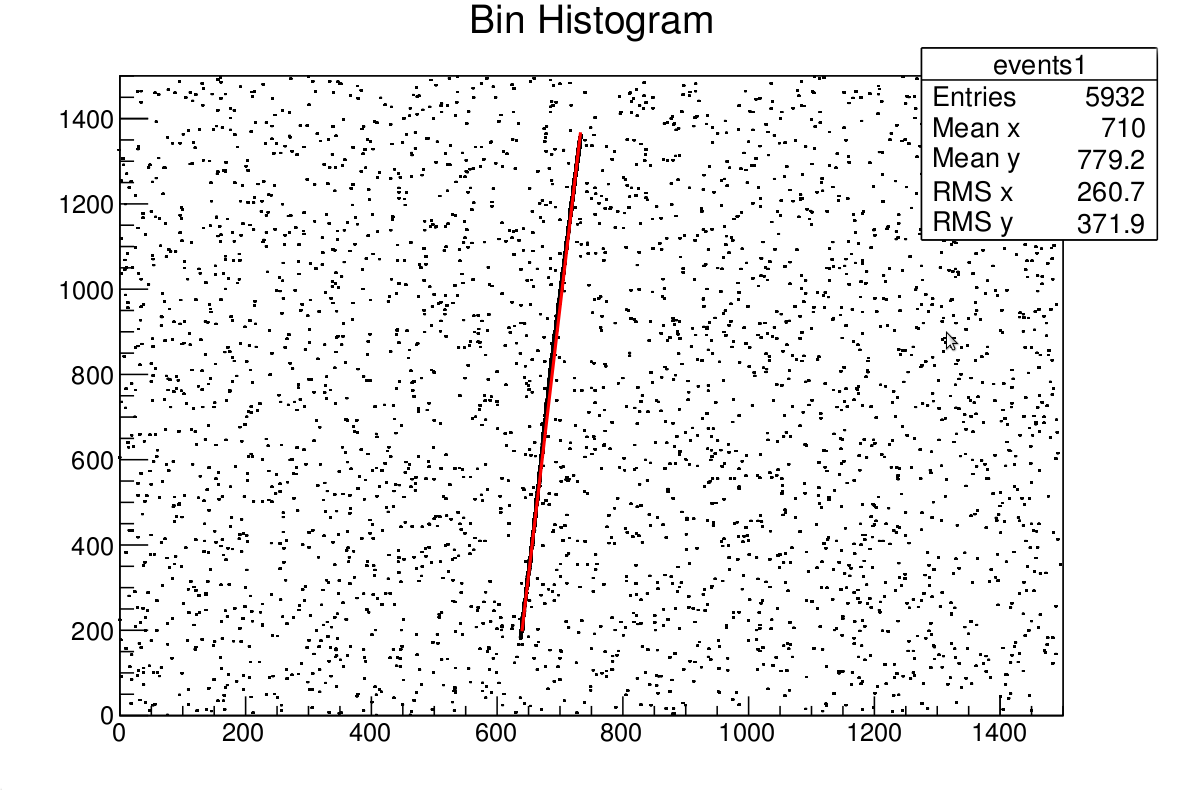 Bin Histogram
events1
Entries 5932
Mean x 710
Mean y 779.2
RMS x 260.7
RMS y 371.9
1400
1200
1000
800
600
400
200
0
0 200 400 600 800 1000 1200 1400